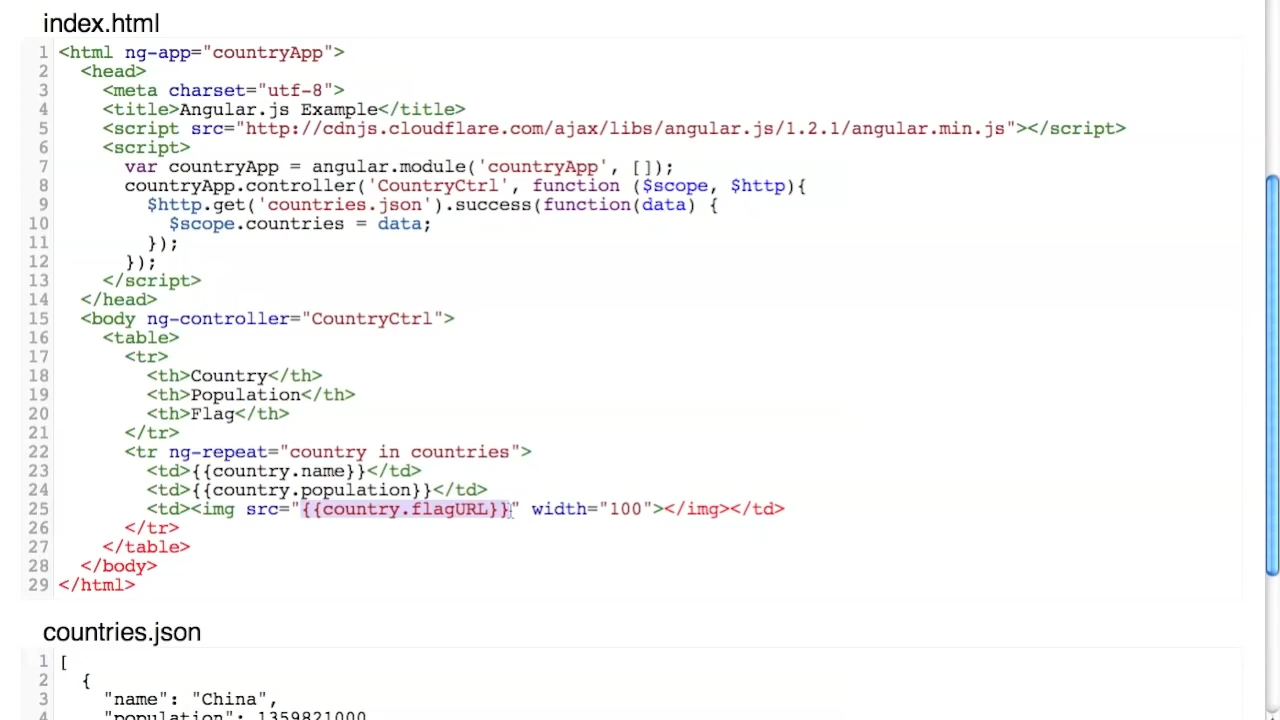 index.html
1 <html ng-app="countryApp">
2 <head>
3 <meta charset="utf-8">
4 <title>Angular.js Example</title>
5 <script src="http://cdnjs.cloudflare.com/ajax/libs/angular.js/1.2.1/angular.min.js"></script>
6 <script>
7 var countryApp = angular.module('countryApp', []);
8 countryApp.controller('CountryCtrl', function ($scope, $http){
9 $http.get('countries.json').success(function(data) {
10 $scope.countries = data;
11 });
12 });
13 </script>
14 </head>
15 <body ng-controller="CountryCtrl">
16 <table>
17 <tr>
18 <th>Country</th>
19 <th>Population</th>
20 <th>Flag</th>
21 </tr>
22 <tr ng-repeat="country in countries">
23 <td>{{country.name}}</td>
24 <td>{{country.population}}</td>
25 <td><img src="{{country.flagURL}}" width="100"></img></td>
26 </tr>
27 </table>
28 </body>
29 </html>
countries.json
1 [
2 {
3 "name": "China",
4 "population": 1359821000,